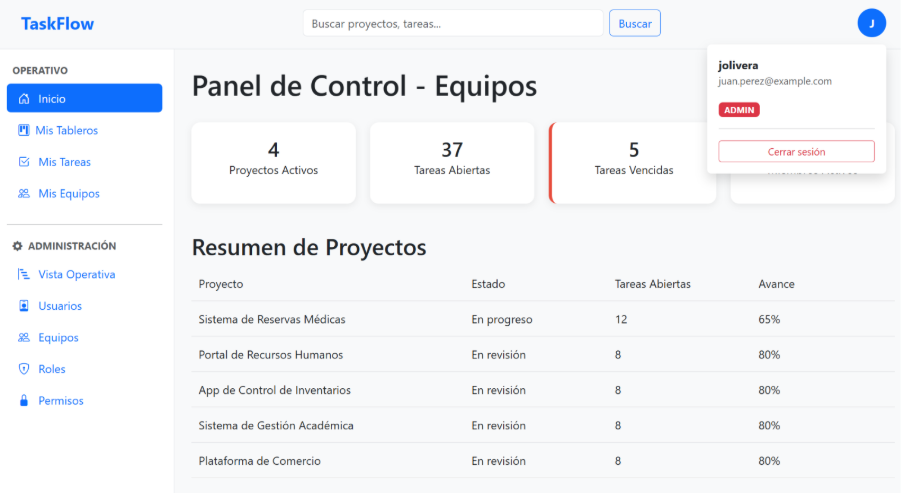 TaskFlow
Buscar proyectos, tareas...
Buscar
J
jolivera
juan.perez@example.com
ADMIN
Cerrar sesión
OPERATIVO
Inicio
Mis Tableros
Mis Tareas
Mis Equipos
ADMINISTRACIÓN
Vista Operativa
Usuarios
Equipos
Roles
Permisos
Panel de Control - Equipos
4
Proyectos Activos
37
Tareas Abiertas
5
Tareas Vencidas
Resumen de Proyectos
Proyecto Estado Tareas Abiertas Avance
Sistema de Reservas Médicas En progreso 12 65%
Portal de Recursos Humanos En revisión 8 80%
App de Control de Inventarios En revisión 8 80%
Sistema de Gestión Académica En revisión 8 80%
Plataforma de Comercio En revisión 8 80%